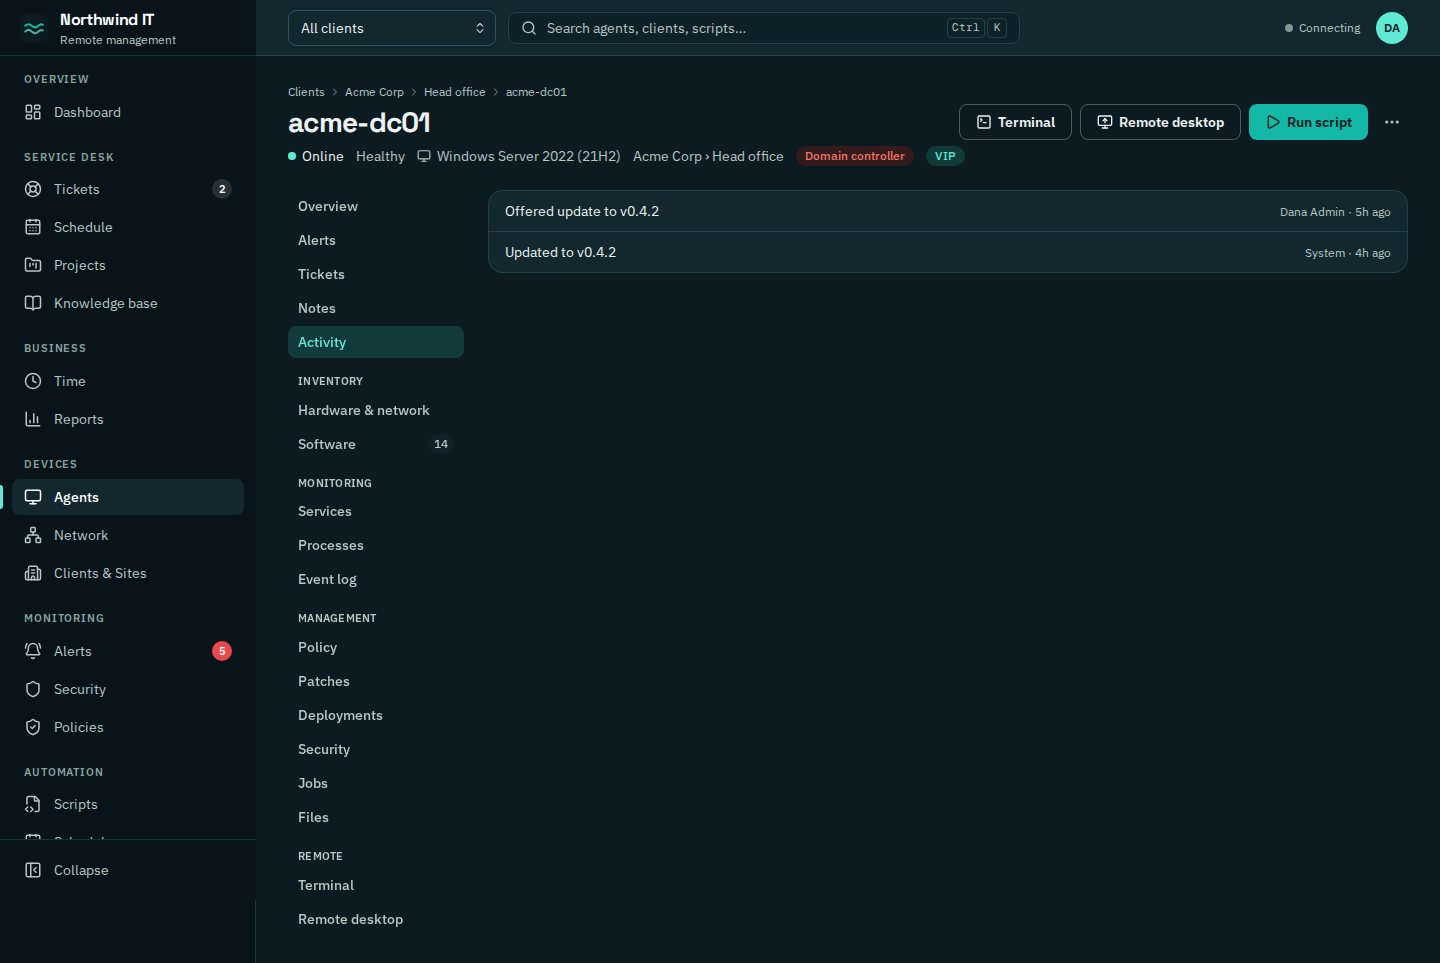 Northwind IT
Remote management
All clients
Search agents, clients, scripts...
Ctrl K
Connecting
DA
OVERVIEW
Dashboard
SERVICE DESK
Tickets 2
Schedule
Projects
Knowledge base
BUSINESS
Time
Reports
DEVICES
Agents
Network
Clients & Sites
MONITORING
Alerts 5
Security
Policies
AUTOMATION
Scripts
Collapse
Clients > Acme Corp > Head office > acme-dc01
acme-dc01
Terminal
Remote desktop
Run script
Online Healthy Windows Server 2022 (21H2) Acme Corp › Head office Domain controller VIP
Overview
Alerts
Tickets
Notes
Activity
INVENTORY
Hardware & network
Software 14
MONITORING
Services
Processes
Event log
MANAGEMENT
Policy
Patches
Deployments
Security
Jobs
Files
REMOTE
Terminal
Remote desktop
Offered update to v0.4.2 Dana Admin · 5h ago
Updated to v0.4.2 System · 4h ago